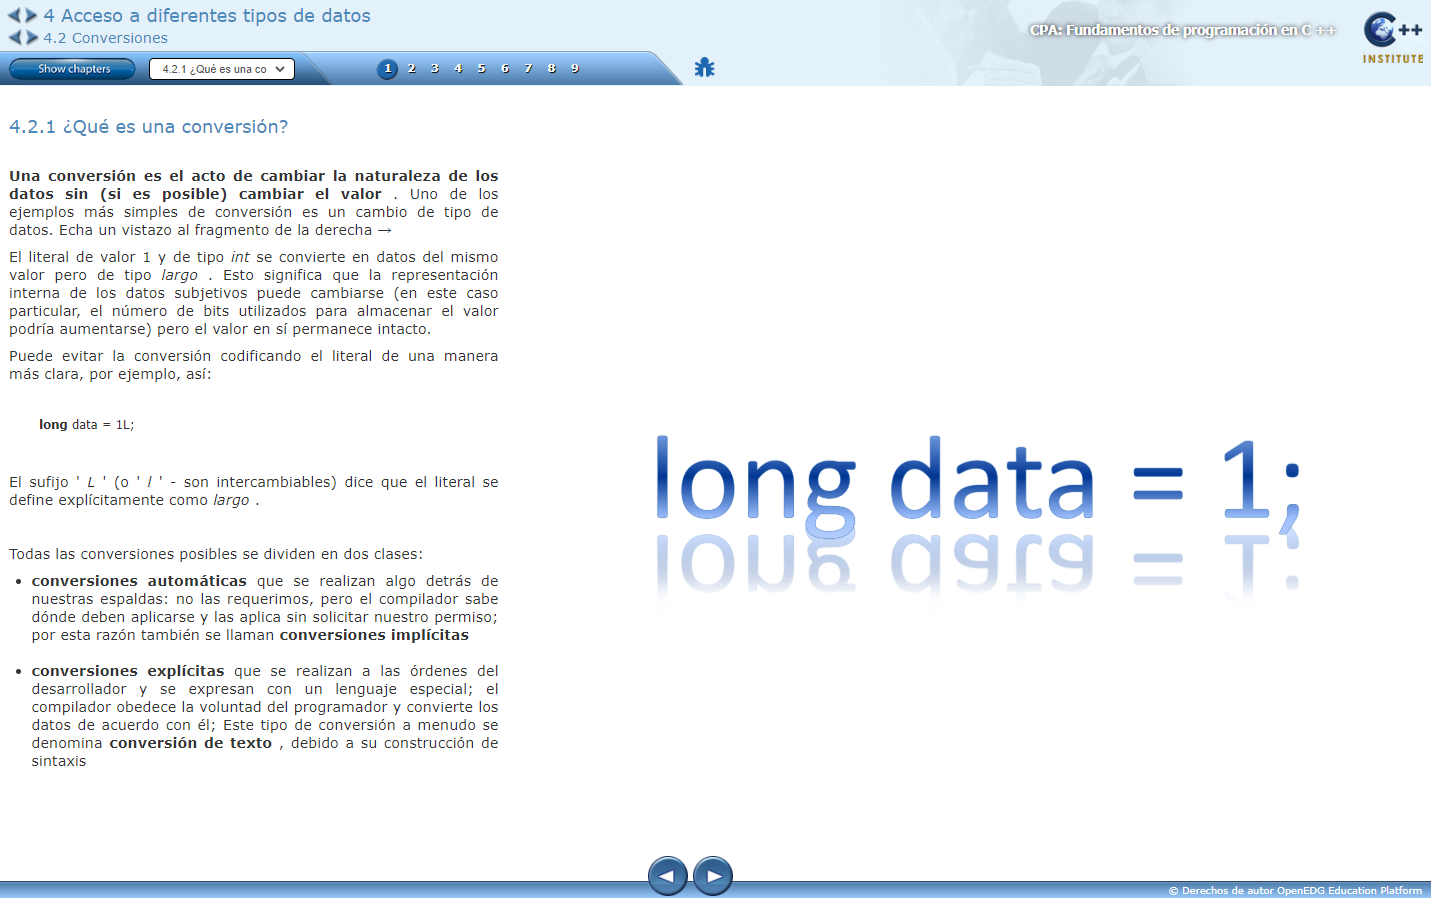 4 Acceso a diferentes tipos de datos
4.2 Conversiones
CPA: Fundamentos de programación en C ++
C++
INSTITUTE
Show chapters
4.2.1 ¿Qué es una co
1 2 3 4 5 6 7 8 9
4.2.1 ¿Qué es una conversión?
Una conversión es el acto de cambiar la naturaleza de los
datos sin (si es posible) cambiar el valor . Uno de los
ejemplos más simples de conversión es un cambio de tipo de
datos. Echa un vistazo al fragmento de la derecha →
El literal de valor 1 y de tipo int se convierte en datos del mismo
valor pero de tipo largo . Esto significa que la representación
interna de los datos subjetivos puede cambiarse (en este caso
particular, el número de bits utilizados para almacenar el valor
podría aumentarse) pero el valor en sí permanece intacto.
Puede evitar la conversión codificando el literal de una manera
más clara, por ejemplo, así:
long data = 1L;
El sufijo ' L ' (o ' l ' - son intercambiables) dice que el literal se
define explícitamente como largo .
Todas las conversiones posibles se dividen en dos clases:
• conversiones automáticas que se realizan algo detrás de
nuestras espaldas: no las requerimos, pero el compilador sabe
dónde deben aplicarse y las aplica sin solicitar nuestro permiso;
por esta razón también se llaman conversiones implícitas
• conversiones explícitas que se realizan a las órdenes del
desarrollador y se expresan con un lenguaje especial; el
compilador obedece la voluntad del programador y convierte los
datos de acuerdo con él; Este tipo de conversión a menudo se
denomina conversión de texto , debido a su construcción de
sintaxis
long data = 1;
© Derechos de autor OpenEDG Education Platform